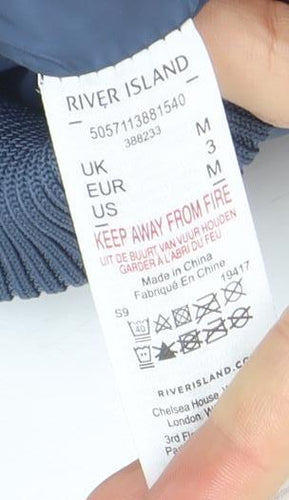 RIVER ISLAND
5057113881540
388233
UK M
EUR 3
US M
KEEP AWAY FROM FIRE
UIT DE BUURT VAN VUUR HOUDEN
GARDER À L'ABRI DU FEU
Made in China
Fabriqué En Chine
S9 19417
40
RIVERISLAND.CO
Chelsea House, W
London, W
3rd Fl
Pa